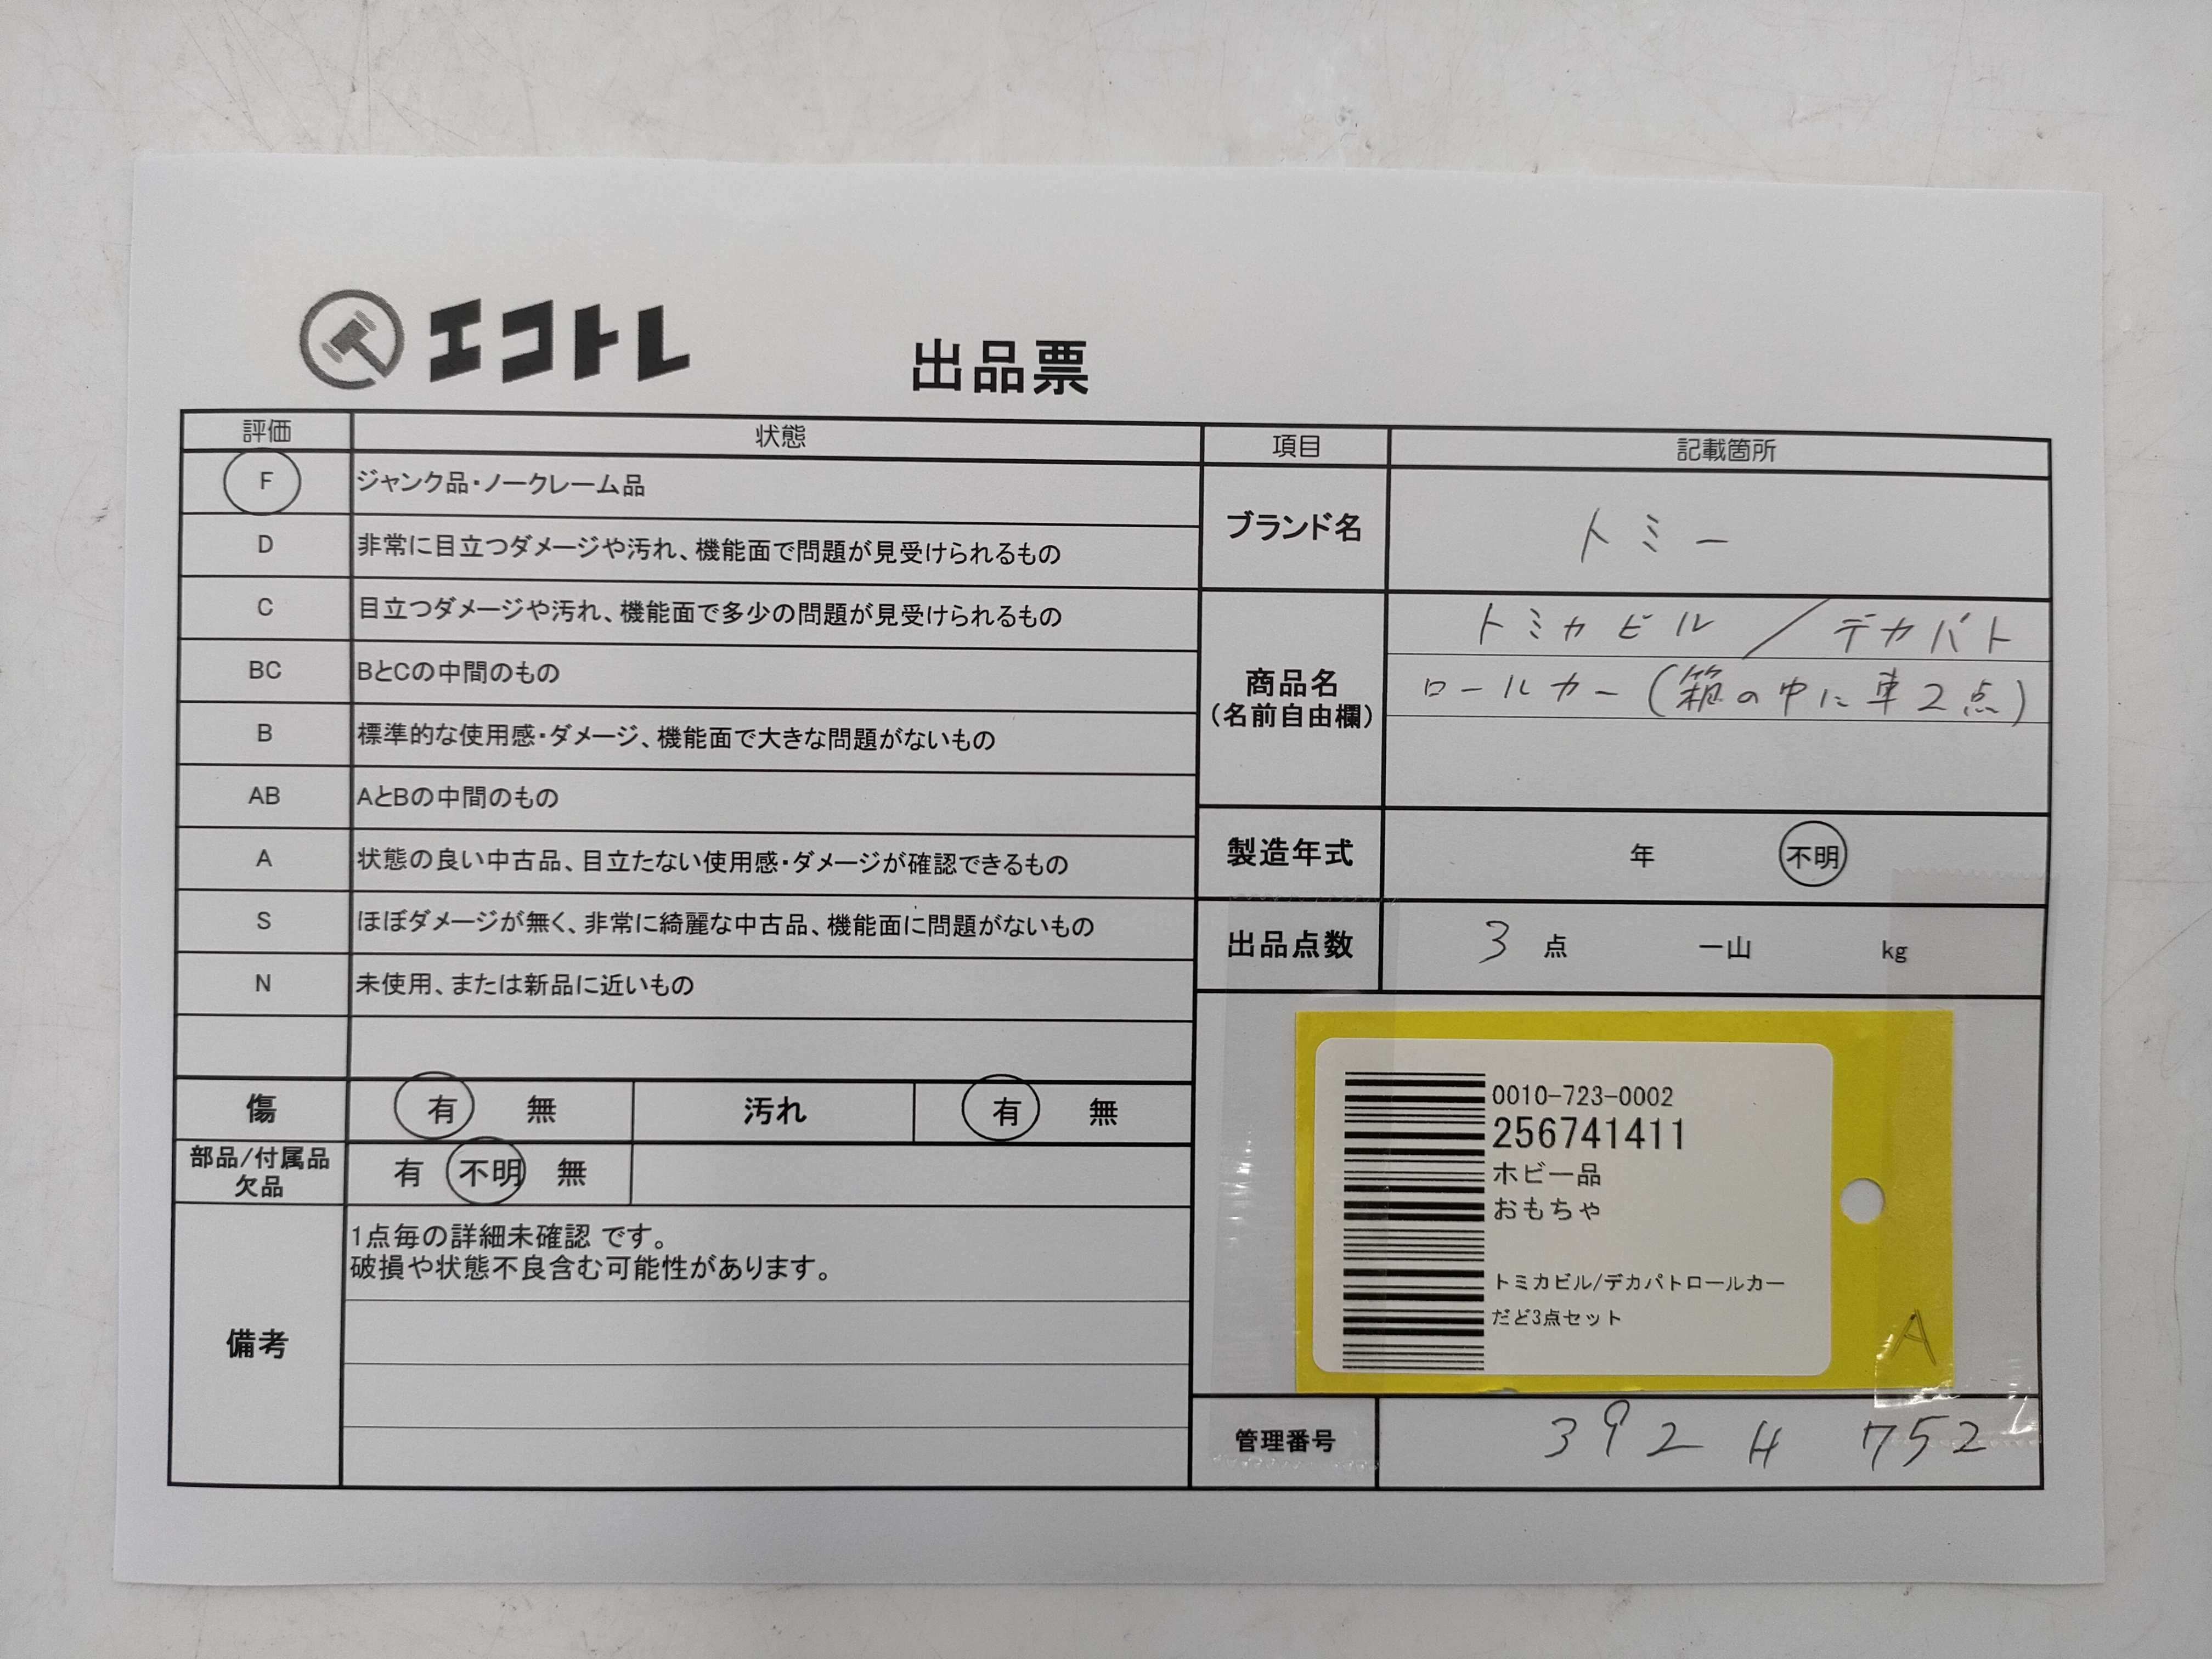 エコトレ
出品票
評価 状態
F ジャンク品・ノークレーム品
D 非常に目立つダメージや汚れ、機能面で問題が見受けられるもの
C 目立つダメージや汚れ、機能面で多少の問題が見受けられるもの
BC BとCの中間のもの
B 標準的な使用感・ダメージ、機能面で大きな問題がないもの
AB AとBの中間のもの
A 状態の良い中古品、目立たない使用感・ダメージが確認できるもの
S ほぼダメージが無く、非常に綺麗な中古品、機能面に問題がないもの
N 未使用、または新品に近いもの
傷 有 無 汚れ 有 無
部品/付属品
欠品
有 不明 無
備考
1点毎の詳細未確認 です。
破損や状態不良含む可能性があります。
項目 記載箇所
ブランド名 トミー
商品名
(名前自由欄)
トミカビル/デカパト
ロールカー(箱の中に車2点)
製造年式 年 不明
出品点数 3 点 一山 kg
0010-723-0002
256741411
ホビー品
おもちゃ
トミカビル/デカパトロールカー
だど3点セット
A
管理番号 392 H 752